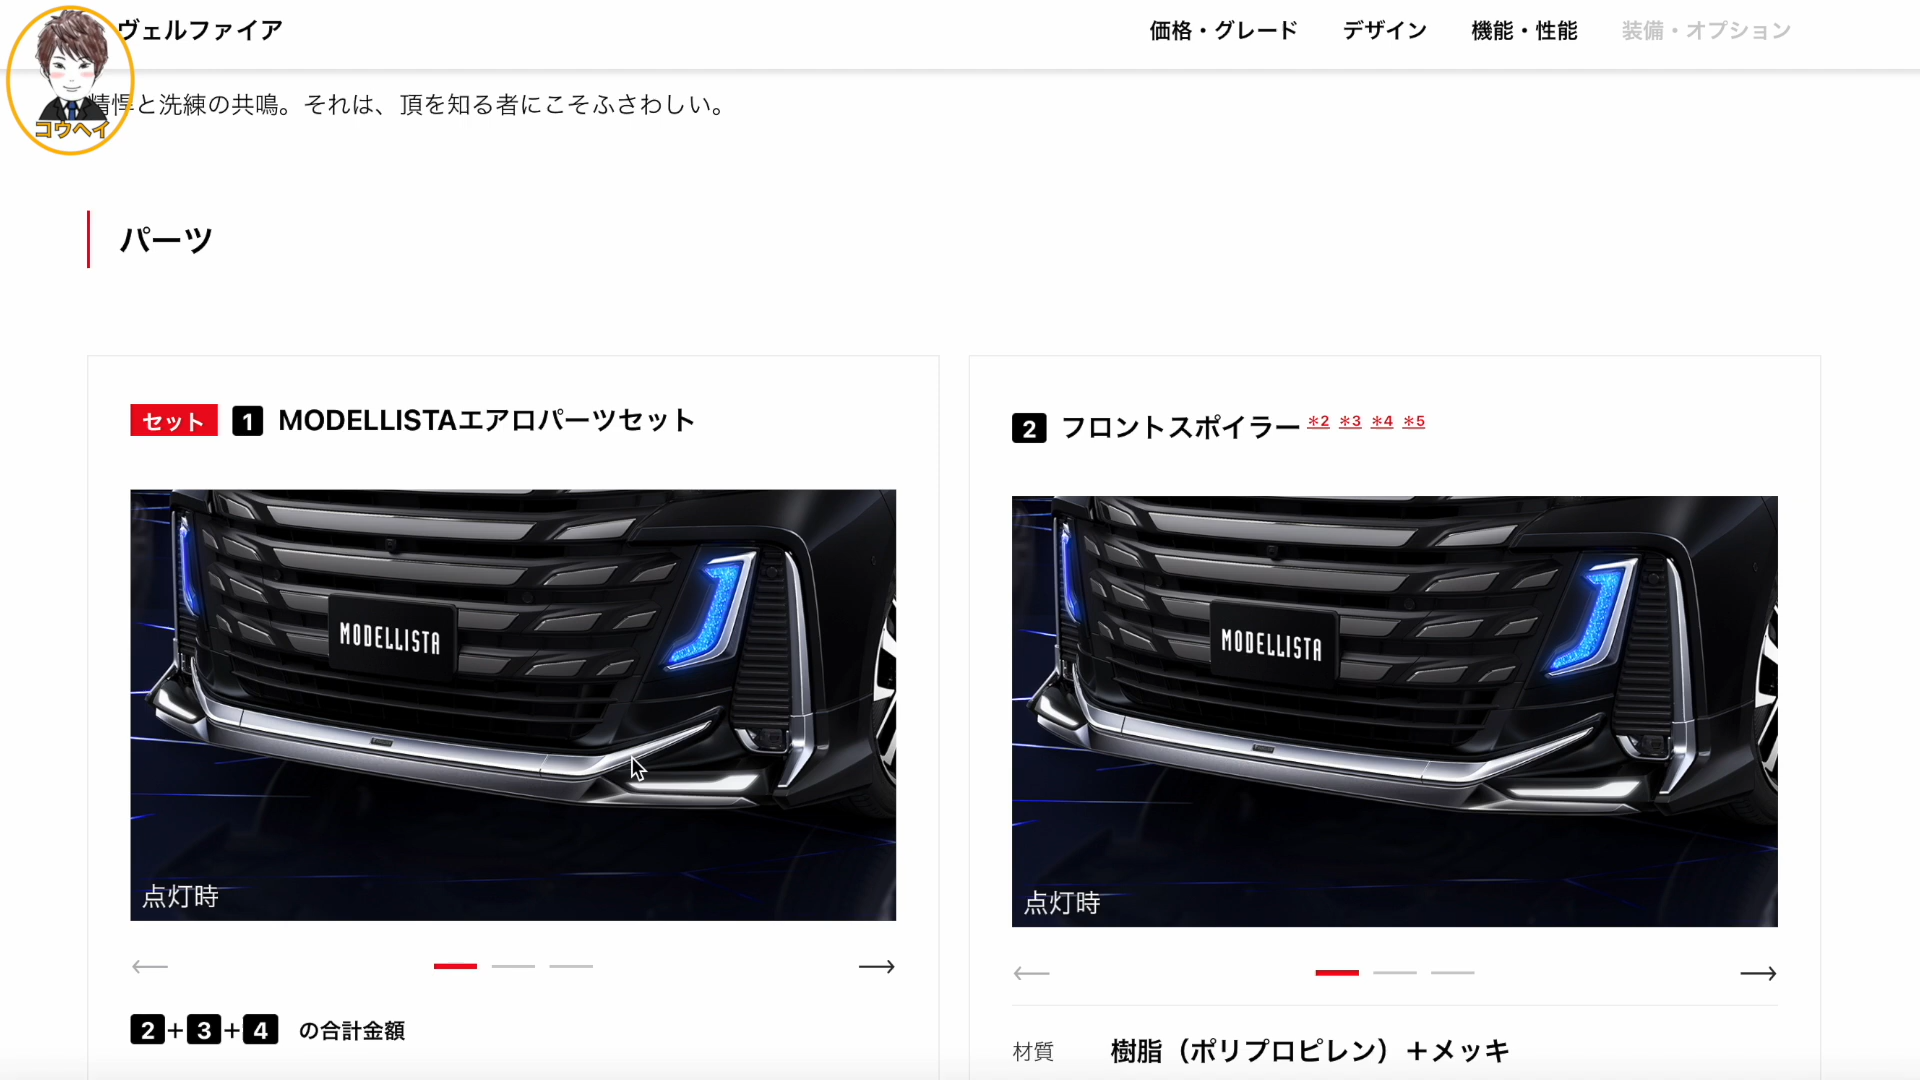 ヴェルファイア
価格・グレード デザイン 機能・性能 装備・オプション
コウヘイ
精悍と洗練の共鳴。それは、頂を知る者にこそふさわしい。
パーツ
セット 1 MODELLISTAエアロパーツセット
MODELLISTA
点灯時
2+3+4 の合計金額
2 フロントスポイラー ※2 ※3 ※4 ※5
MODELLISTA
点灯時
材質 樹脂（ポリプロピレン）＋メッキ